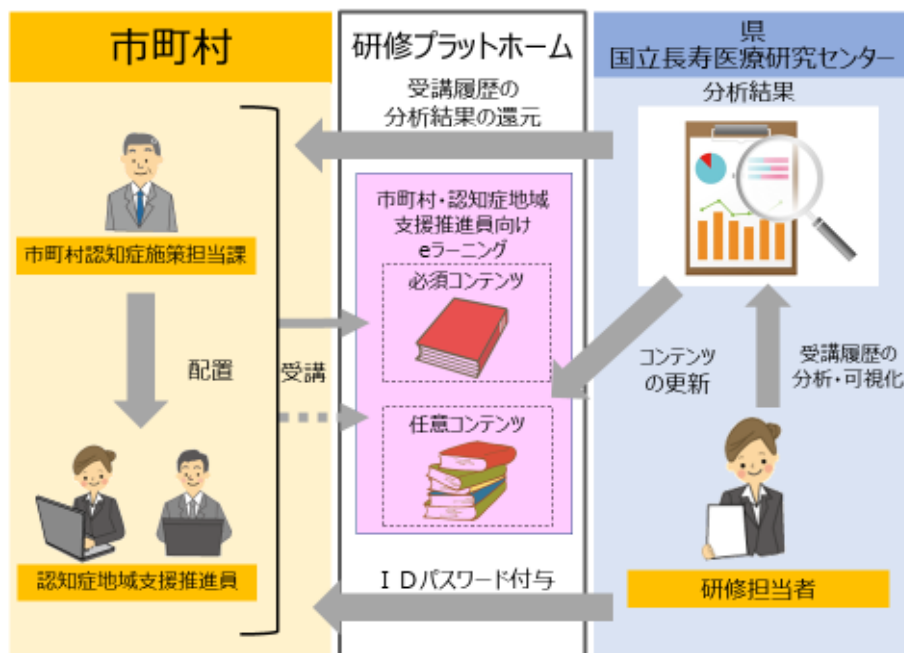 市町村
市町村認知症施策担当課
配置
受講
認知症地域支援推進員
研修プラットホーム
受講履歴の
分析結果の還元
市町村・認知症地域
支援推進員向け
eラーニング
必須コンテンツ
任意コンテンツ
IDパスワード付与
県
国立長寿医療研究センター
分析結果
コンテンツ
の更新
受講履歴の
分析・可視化
研修担当者